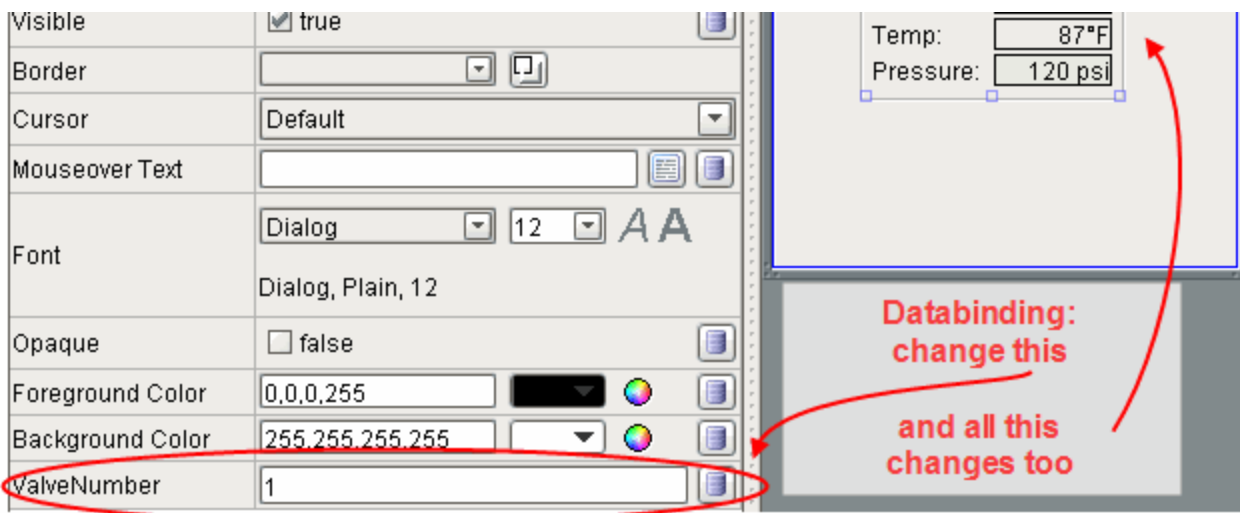 Visible true
Border
Cursor Default
Mouseover Text
Font Dialog 12 A A
Dialog, Plain, 12
Opaque false
Foreground Color 0,0,0,255
Background Color 255,255,255,255
ValveNumber 1
Temp: 87°F
Pressure: 120 psi
Databinding:
change this
and all this
changes too